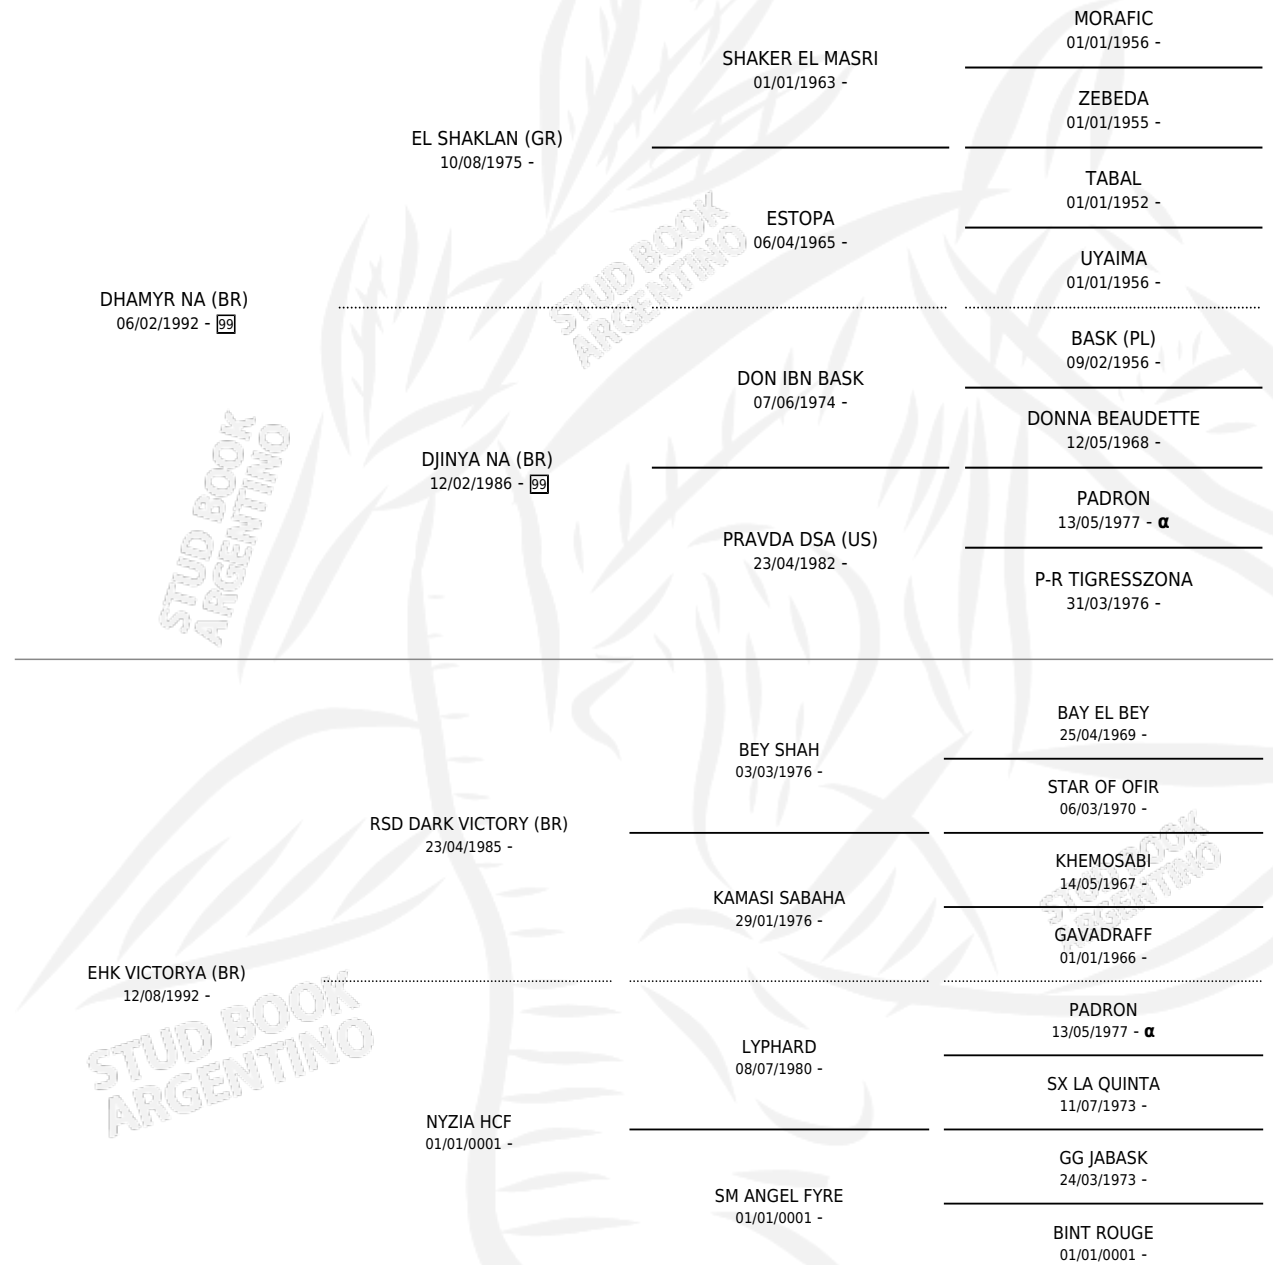 MORAFIC
01/01/1956 -
SHAKER EL MASRI
01/01/1963 -
ZEBEDA
01/01/1955 -
EL SHAKLAN (GR)
10/08/1975 -
TABAL
01/01/1952 -
ESTOPA
06/04/1965 -
UYAIMA
01/01/1956 -
DHAMYR NA (BR)
06/02/1992 - 99
BASK (PL)
09/02/1956 -
DON IBN BASK
07/06/1974 -
DONNA BEAUDETTE
12/05/1968 -
DJINYA NA (BR)
12/02/1986 - 99
PADRON
13/05/1977 - α
PRAVDA DSA (US)
23/04/1982 -
P-R TIGRESSZONA
31/03/1976 -
STUD BOOK
ARGENTINO
STUD BOOK
ARGENTINO
BAY EL BEY
25/04/1969 -
BEY SHAH
03/03/1976 -
STAR OF OFIR
06/03/1970 -
RSD DARK VICTORY (BR)
23/04/1985 -
KHEMOSABI
14/05/1967 -
KAMASI SABAHA
29/01/1976 -
GAVADRAFF
01/01/1966 -
EHK VICTORYA (BR)
12/08/1992 -
PADRON
13/05/1977 - α
LYPHARD
08/07/1980 -
SX LA QUINTA
11/07/1973 -
NYZIA HCF
01/01/0001 -
GG JABASK
24/03/1973 -
SM ANGEL FYRE
01/01/0001 -
BINT ROUGE
01/01/0001 -
STUD BOOK
ARGENTINO
STUD BOOK
ARGENTINO